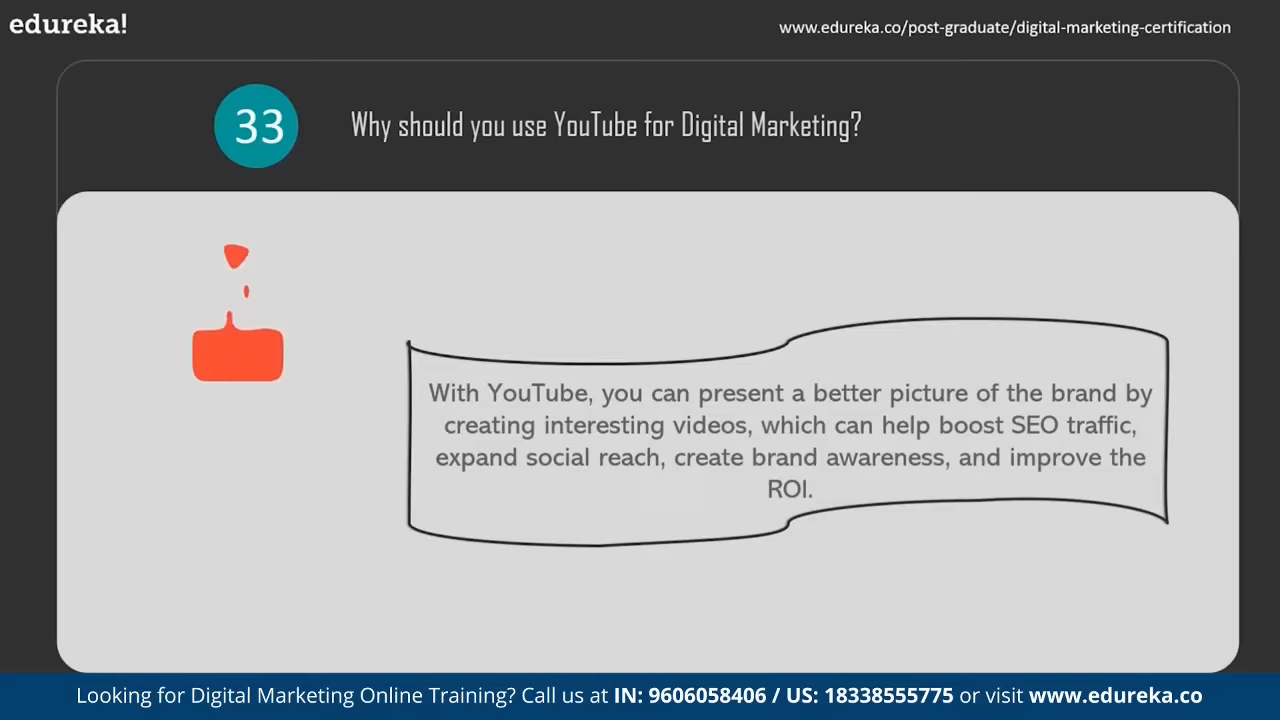 edureka!
www.edureka.co/post-graduate/digital-marketing-certification
33
Why should you use YouTube for Digital Marketing?
With YouTube, you can present a better picture of the brand by
creating interesting videos, which can help boost SEO traffic,
expand social reach, create brand awareness, and improve the
ROI.
Looking for Digital Marketing Online Training? Call us at IN: 9606058406 / US: 18338555775 or visit www.edureka.co